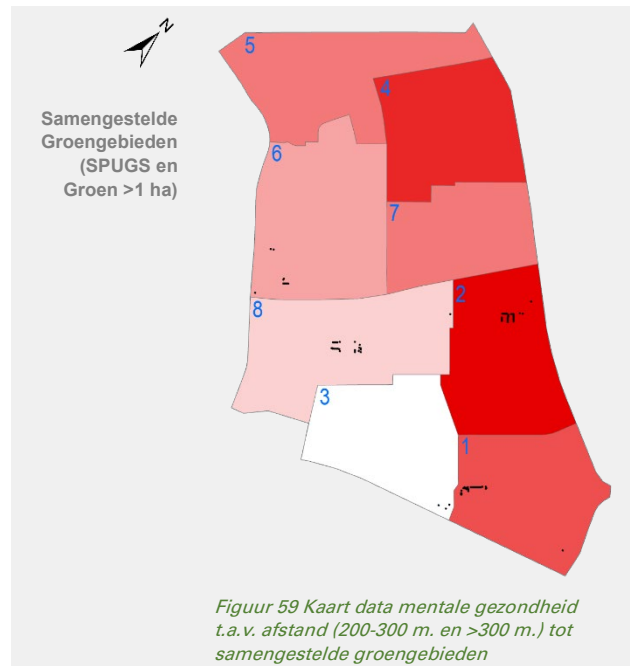 N
5
4
Samengestelde
Groengebieden
(SPUGS en
Groen >1 ha)
6
7
2
8
3
1
Figuur 59 Kaart data mentale gezondheid
t.a.v. afstand (200-300 m. en >300 m.) tot
samengestelde groengebieden